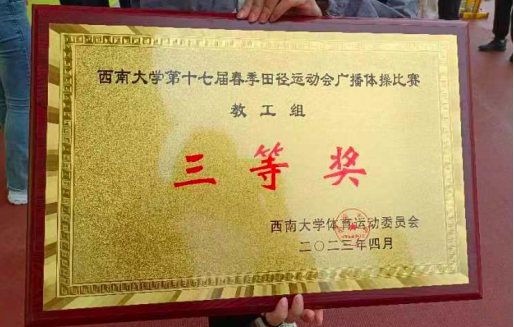 西南大学第十七届春季田径运动会广播体操比赛
教工组
三等奖
西南大学体育运动委员会
二〇二三年四月